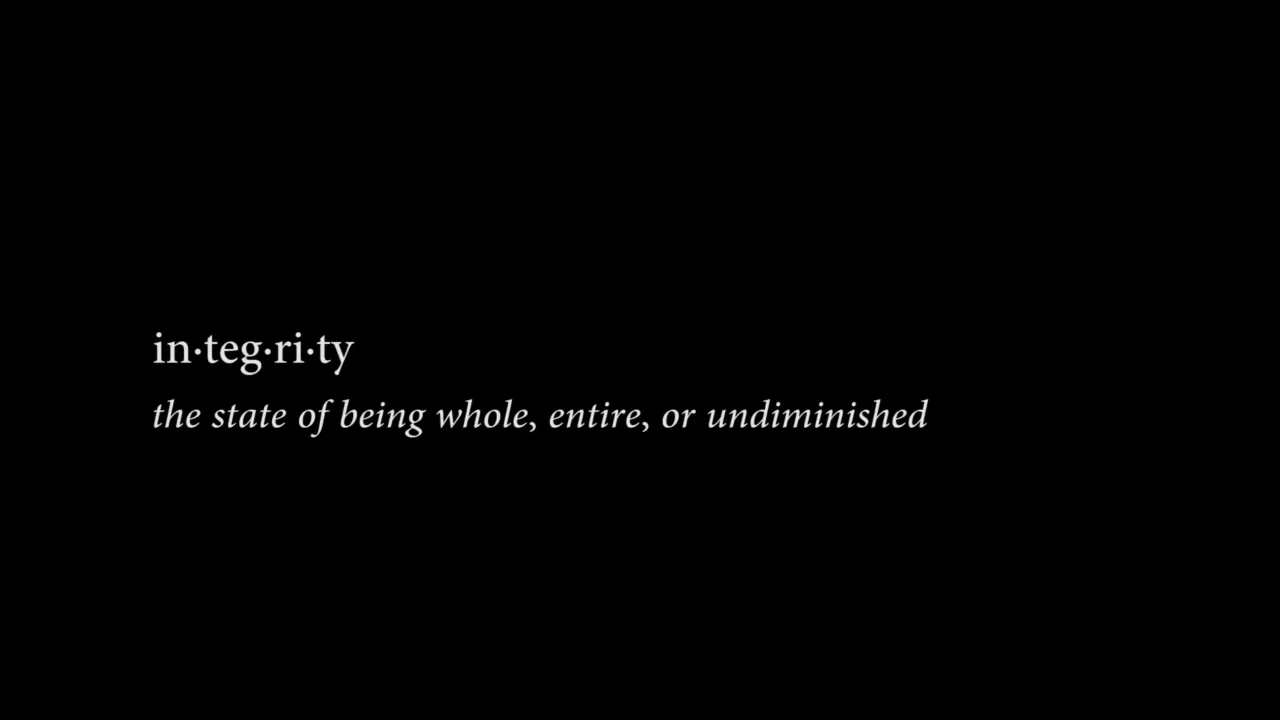 in·teg·ri·ty
the state of being whole, entire, or undiminished